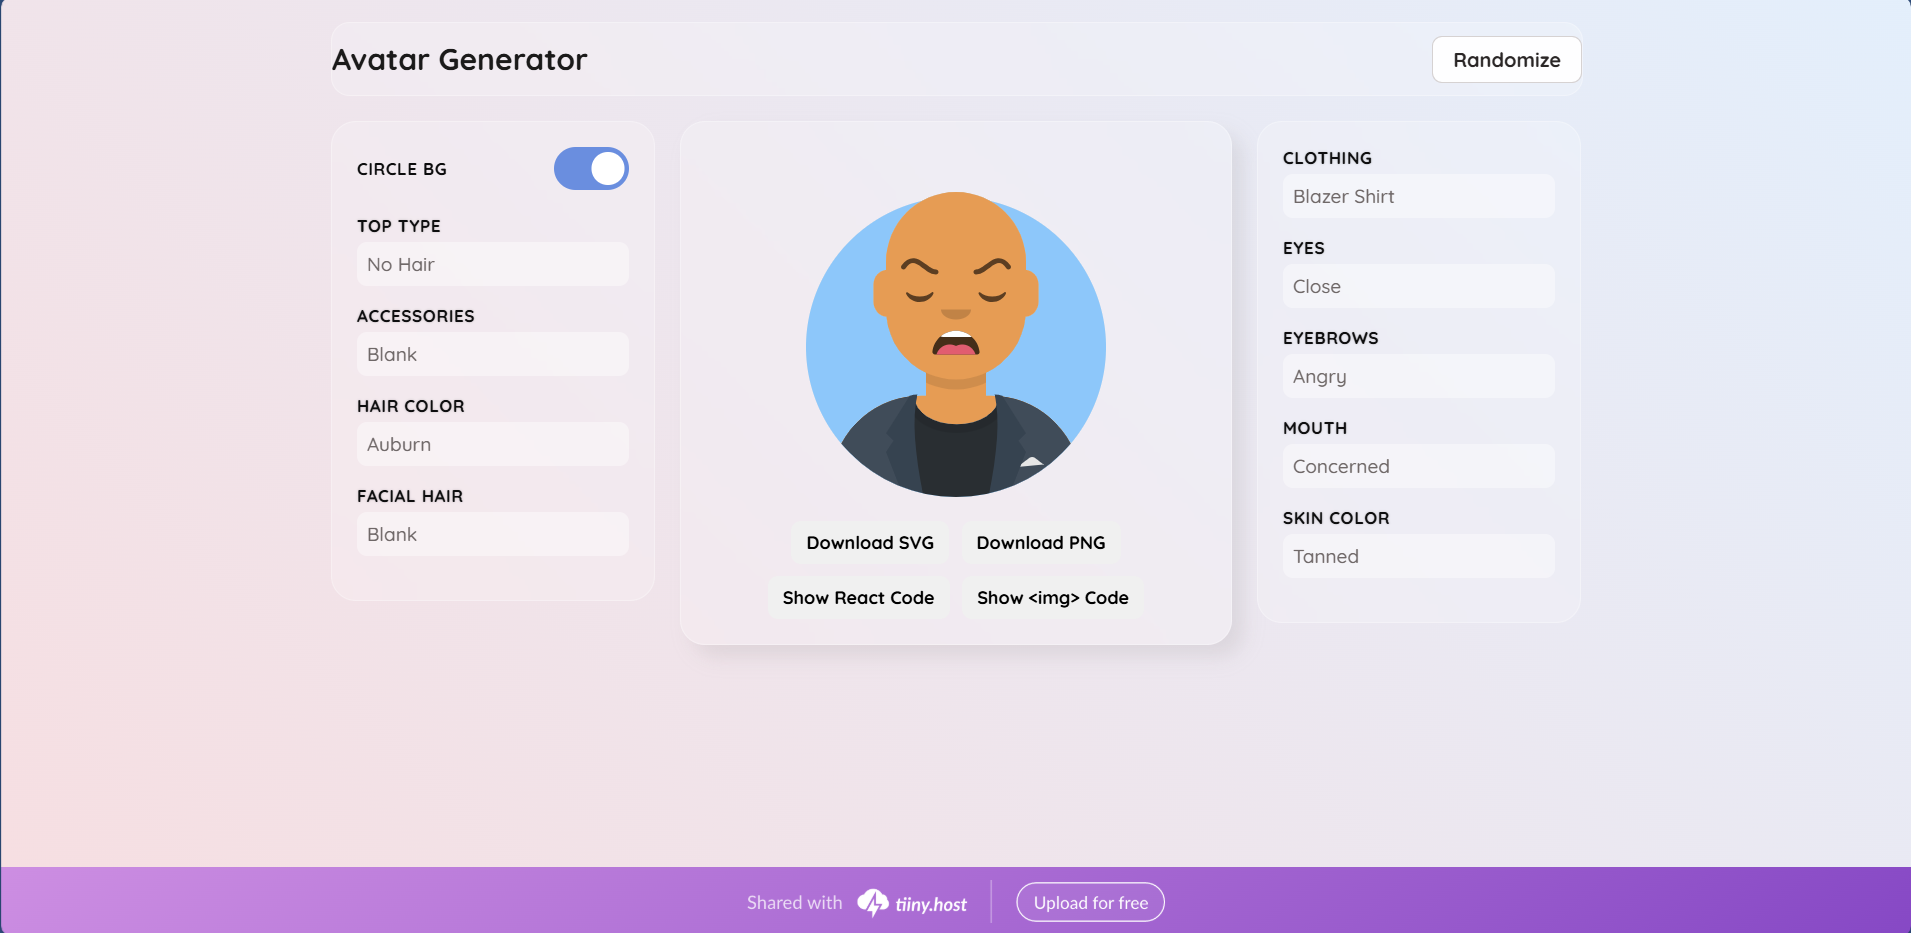 Avatar Generator
Randomize
CIRCLE BG
TOP TYPE
No Hair
ACCESSORIES
Blank
HAIR COLOR
Auburn
FACIAL HAIR
Blank
Download SVG
Download PNG
Show React Code
Show <img> Code
CLOTHING
Blazer Shirt
EYES
Close
EYEBROWS
Angry
MOUTH
Concerned
SKIN COLOR
Tanned
Shared with tiiny.host
Upload for free